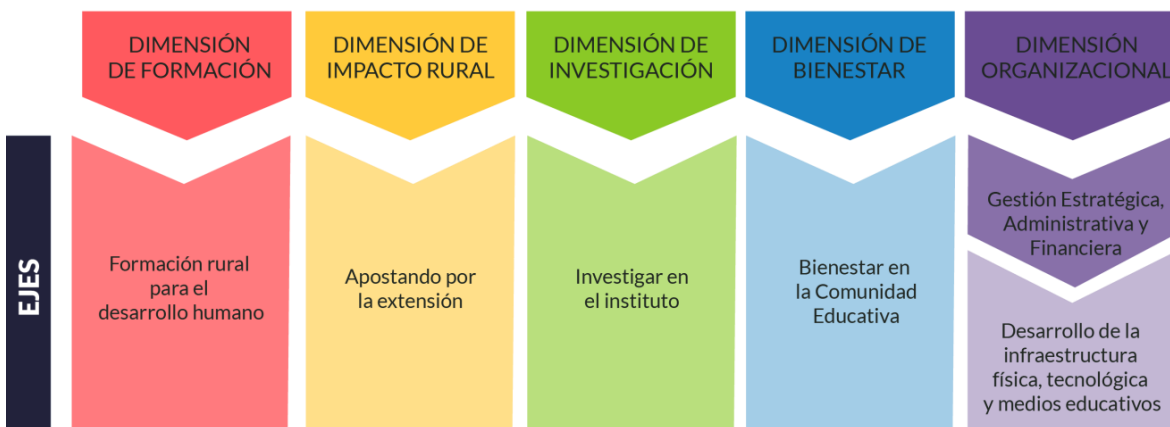 DIMENSIÓN
DE FORMACIÓN
DIMENSIÓN DE
IMPACTO RURAL
DIMENSIÓN DE
INVESTIGACIÓN
DIMENSIÓN DE
BIENESTAR
DIMENSIÓN
ORGANIZACIONAL
EJES
Formación rural
para el
desarrollo humano
Apostando por
la extensión
Investigar en
el instituto
Bienestar en
la Comunidad
Educativa
Gestión Estratégica,
Administrativa y
Financiera
Desarrollo de la
infraestructura
física, tecnológica
y medios educativos